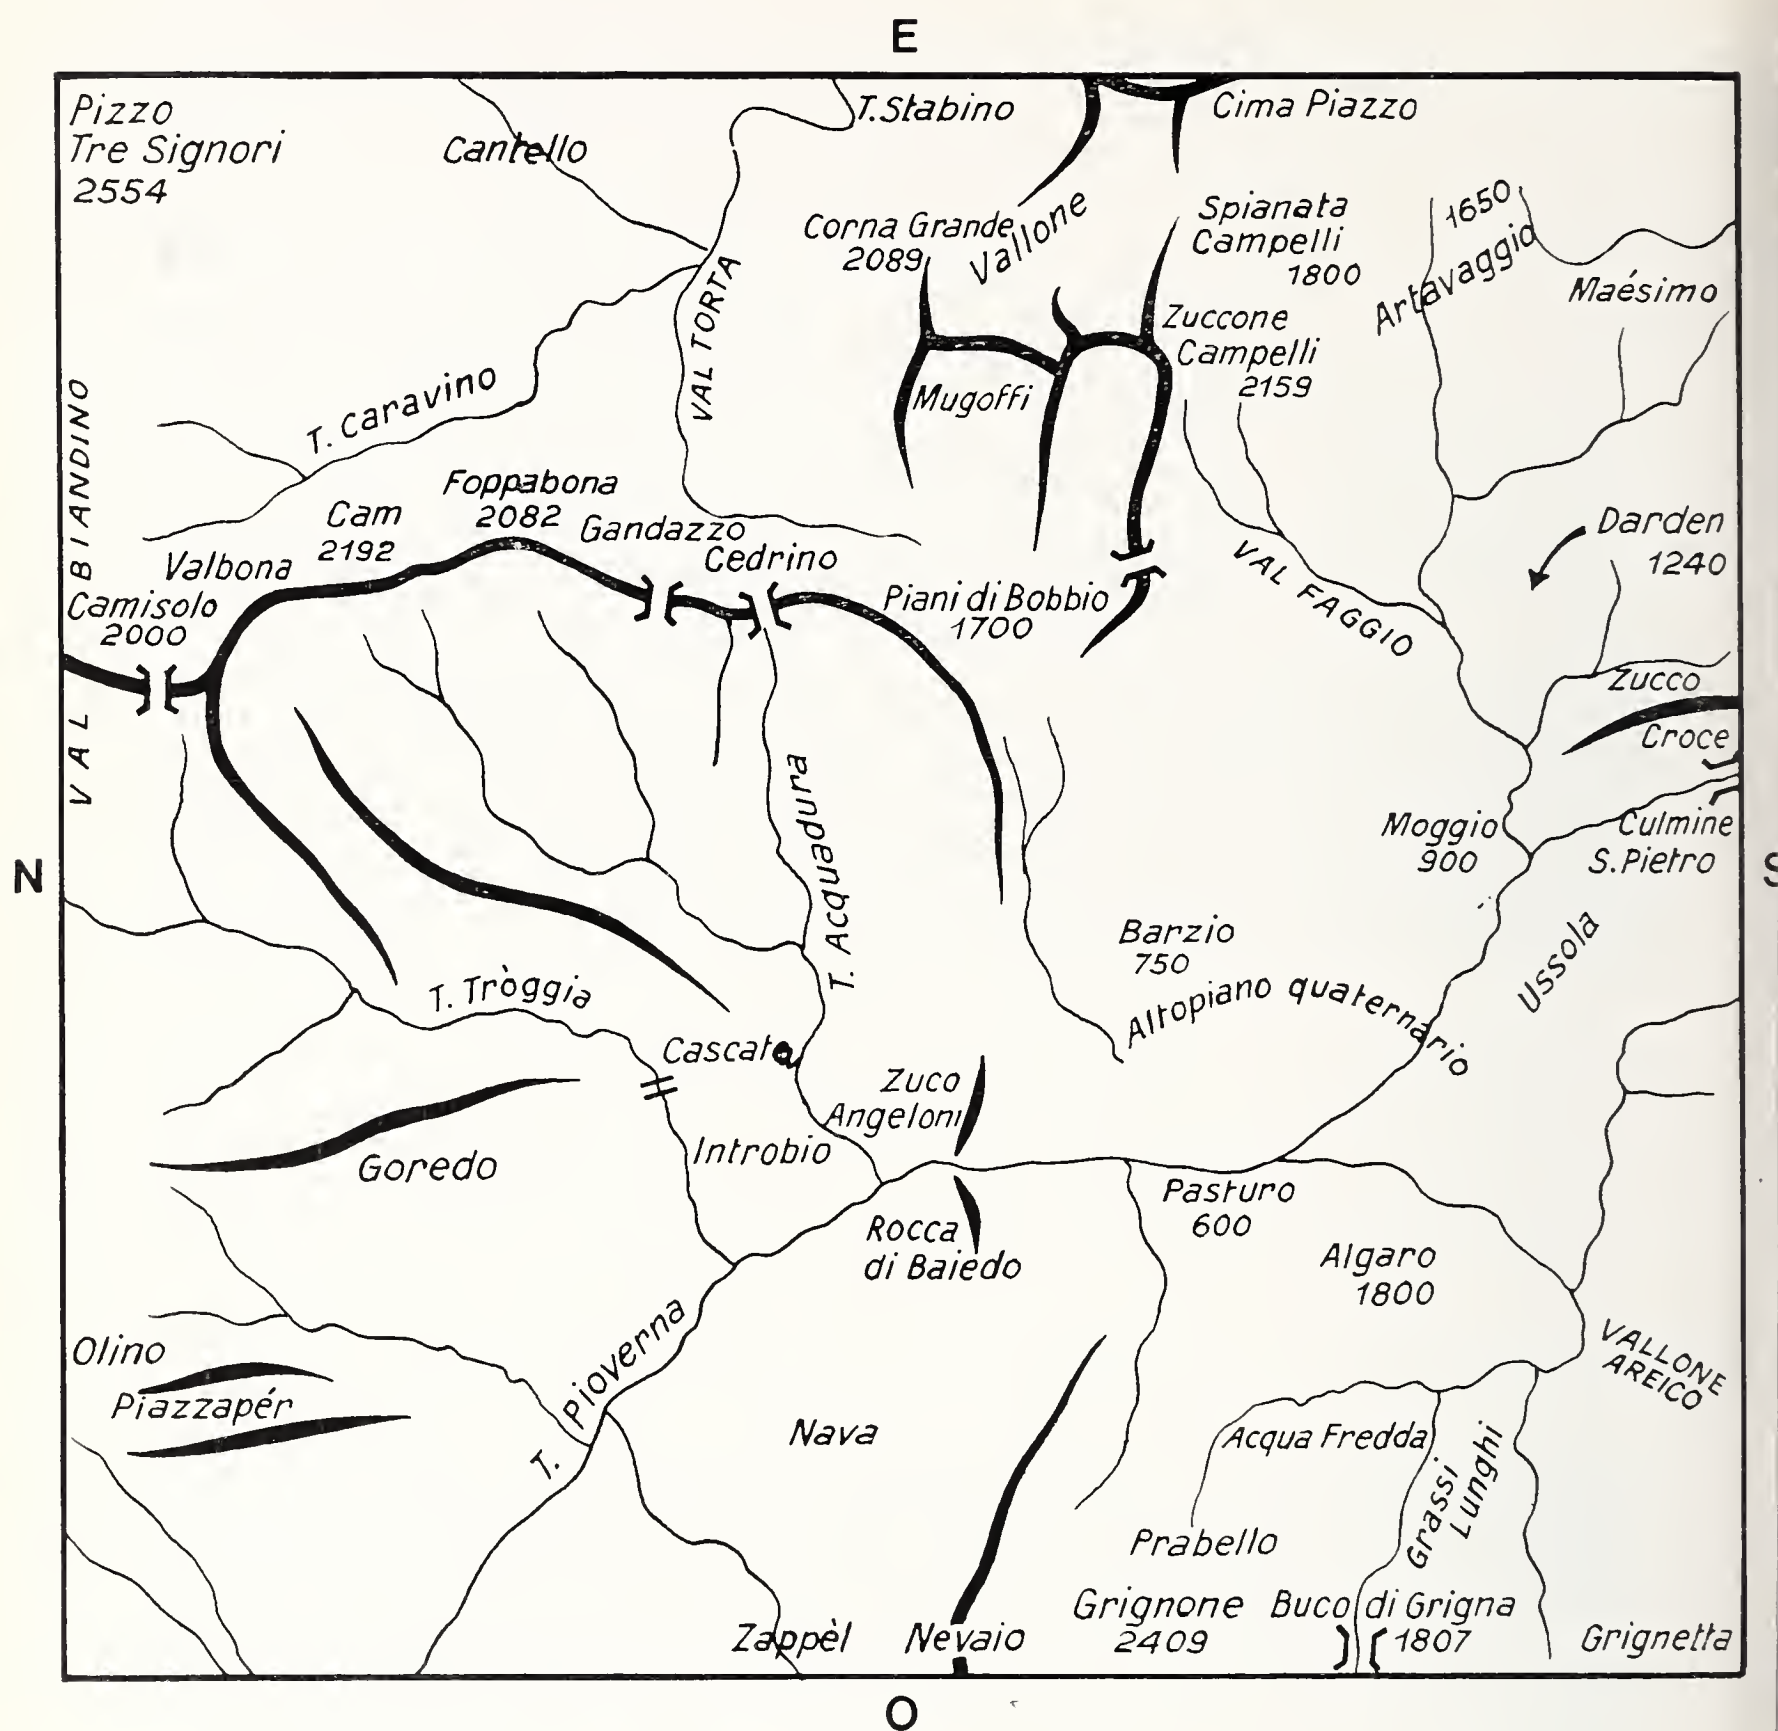 E
Pizzo
Tre Signori
2554
Cantello
T. Stabino
Cima Piazzo
Corna Grande
2089
Vallone
Spianata
Campelli
1800
1650
Artavaggio
Maésimo
VAL TORTA
Zuccone
Campelli
2159
Mugoffi
T. Caravino
VAL BIANDINO
Foppabona
2082
Cam
2192
Gandazzo
Cedrino
Valbona
Camisolo
2000
Piani di Bobbio
1700
VAL FAGGIO
Darden
1240
Zucco
Croce
Moggio
900
Culmine
S. Pietro
N
S
T. Acquadura
Barzio
750
Altopiano quaternario
Ussola
T. Tròggia
Cascata
Zuco
Angeloni
Introbio
Goredo
Rocca
di Baiedo
Pasturo
600
Algaro
1800
VALLONE
AREICO
Olino
Piazzapér
T. Pioverna
Nava
Acqua Fredda
Grassi
Lunghi
Prabello
Zappèl
Nevaio
Grignone
2409
Buco di Grigna
1807
Grignetta
O